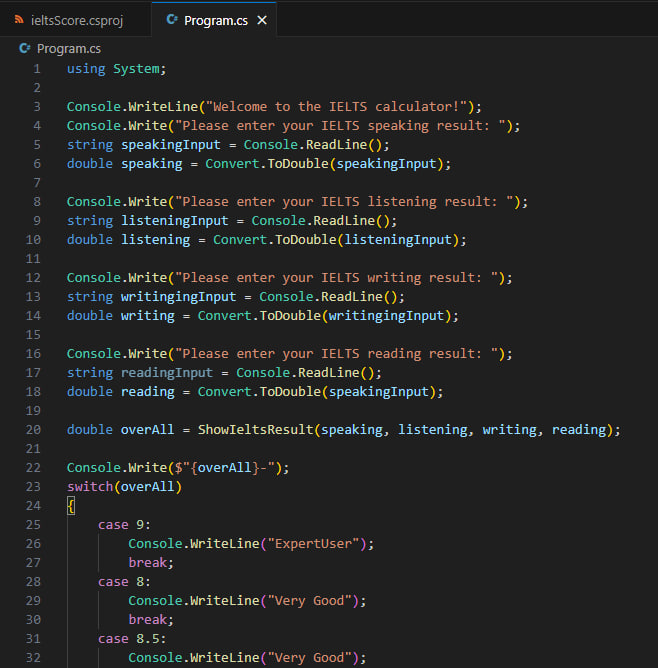 ieltsScore.csproj
Program.cs
Program.cs
1 using System;
2
3 Console.WriteLine("Welcome to the IELTS calculator!");
4 Console.Write("Please enter your IELTS speaking result: ");
5 string speakingInput = Console.ReadLine();
6 double speaking = Convert.ToDouble(speakingInput);
7
8 Console.Write("Please enter your IELTS listening result: ");
9 string listeningInput = Console.ReadLine();
10 double listening = Convert.ToDouble(listeningInput);
11
12 Console.Write("Please enter your IELTS writing result: ");
13 string writingingInput = Console.ReadLine();
14 double writing = Convert.ToDouble(writingingInput);
15
16 Console.Write("Please enter your IELTS reading result: ");
17 string readingInput = Console.ReadLine();
18 double reading = Convert.ToDouble(speakingInput);
19
20 double overAll = ShowIeltsResult(speaking, listening, writing, reading);
21
22 Console.Write($"{overAll}-");
23 switch(overAll)
24 {
25 case 9:
26 Console.WriteLine("ExpertUser");
27 break;
28 case 8:
29 Console.WriteLine("Very Good");
30 break;
31 case 8.5:
32 Console.WriteLine("Very Good");